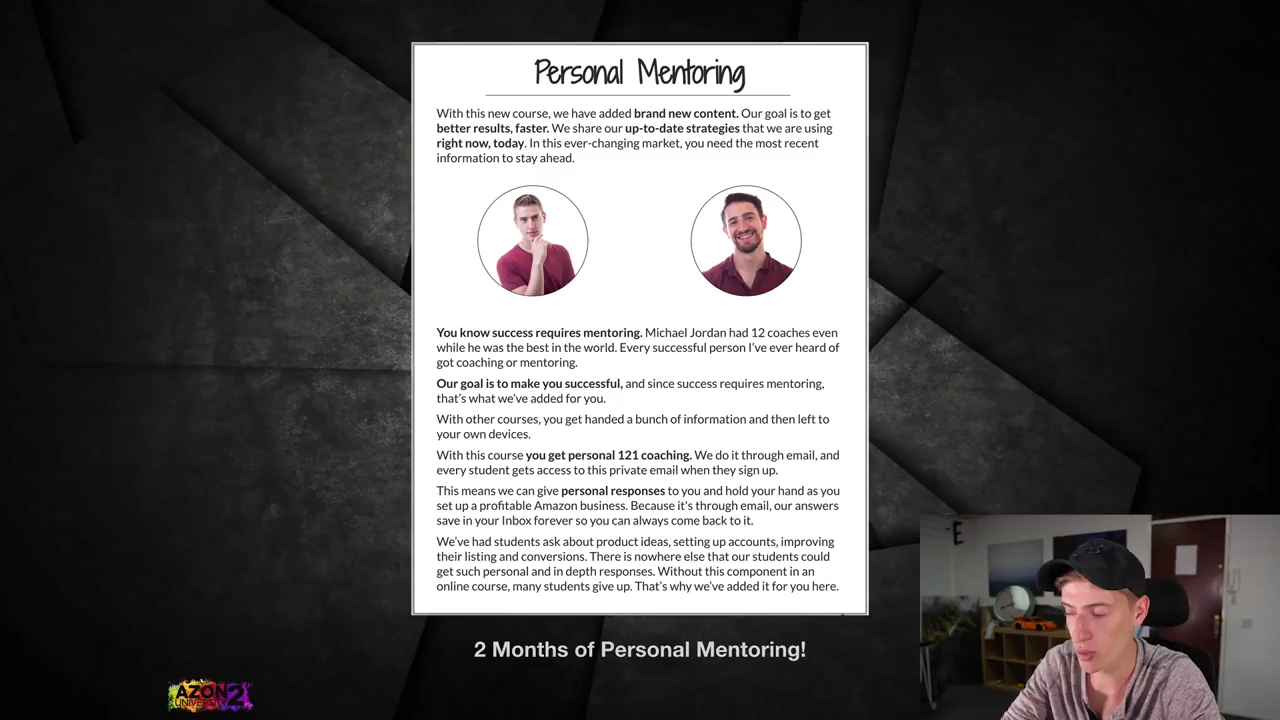 Personal Mentoring
With this new course, we have added brand new content. Our goal is to get
better results, faster. We share our up-to-date strategies that we are using
right now, today. In this ever-changing market, you need the most recent
information to stay ahead.
You know success requires mentoring. Michael Jordan had 12 coaches even
while he was the best in the world. Every successful person I've ever heard of
got coaching or mentoring.
Our goal is to make you successful, and since success requires mentoring,
that's what we've added for you.
With other courses, you get handed a bunch of information and then left to
your own devices.
With this course you get personal 121 coaching. We do it through email, and
every student gets access to this private email when they sign up.
This means we can give personal responses to you and hold your hand as you
set up a profitable Amazon business. Because it's through email, our answers
save in your Inbox forever so you can always come back to it.
We've had students ask about product ideas, setting up accounts, improving
their listing and conversions. There is nowhere else that our students could
get such personal and in depth responses. Without this component in an
online course, many students give up. That's why we've added it for you here.
2 Months of Personal Mentoring!
AZON 2
UNIVERSITY
E